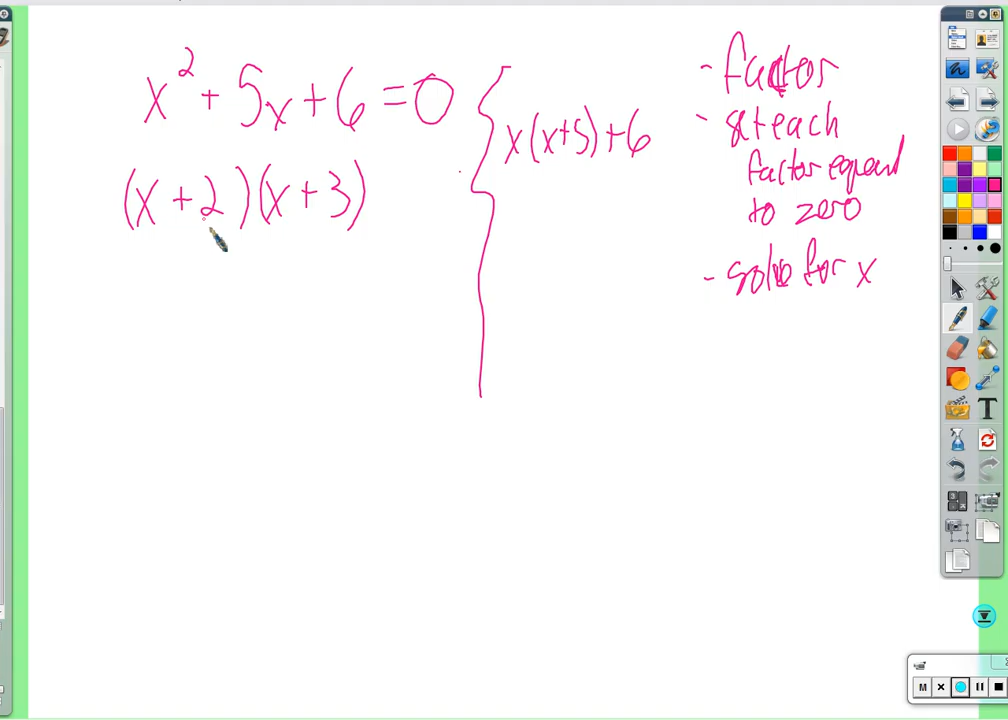 x² + 5x + 6 = 0
(x + 2)(x + 3)
x(x+5)+6
- factor
- set each
factor equal
to zero
- solve for x
T
M